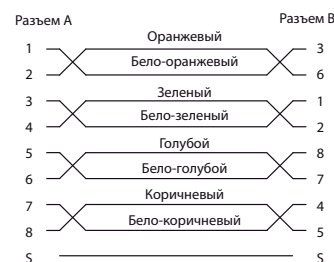 Разъем A Разъем B
Оранжевый
1 3
Бело-оранжевый
2 6
Зеленый
3 1
Бело-зеленый
4 2
Голубой
5 8
Бело-голубой
6 7
Коричневый
7 4
Бело-коричневый
8 5
S S